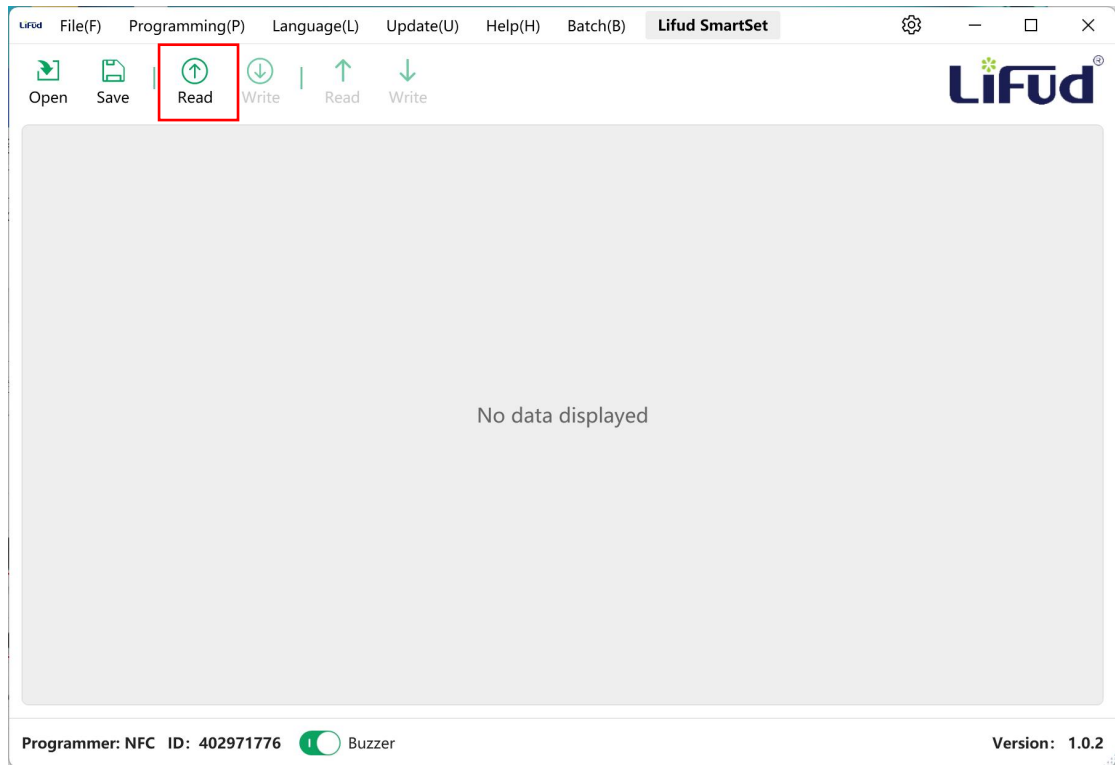 LiFud File(F) Programming(P) Language(L) Update(U) Help(H) Batch(B) Lifud SmartSet
Open Save Read Write Read Write
LiFud®
No data displayed
Programmer: NFC ID: 402971776 Buzzer Version: 1.0.2